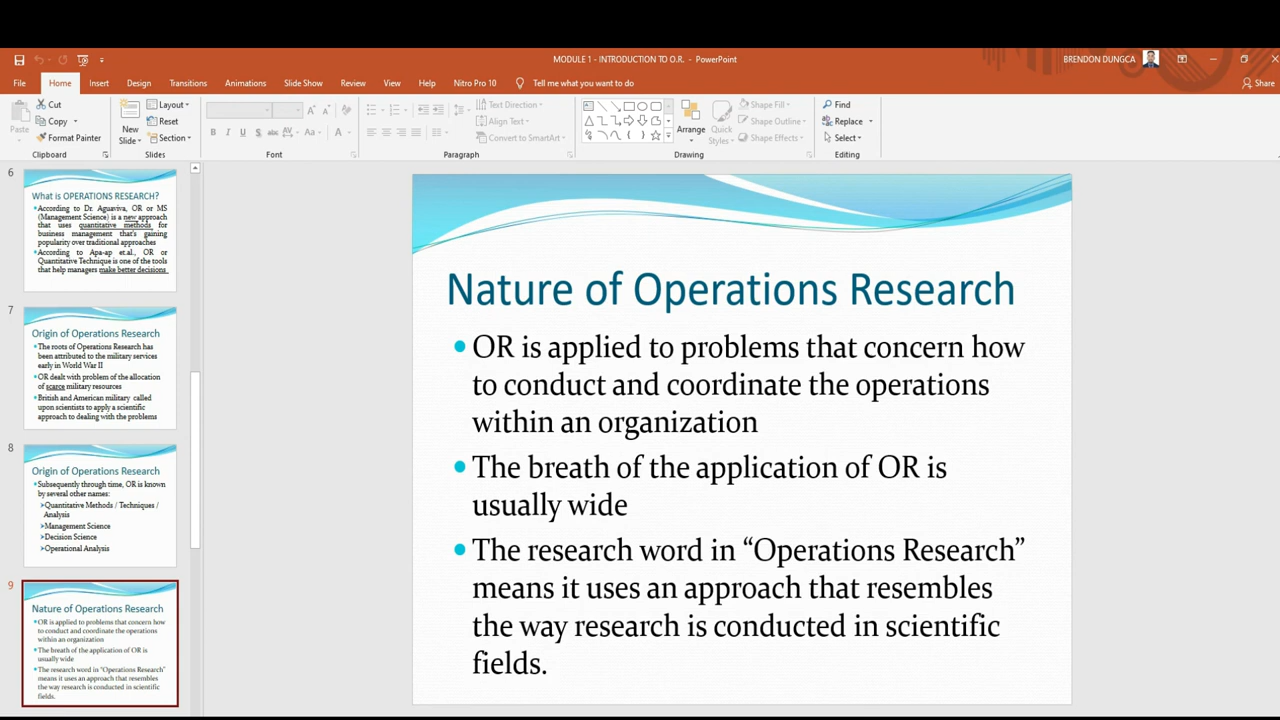 MODULE 1 - INTRODUCTION TO O.R. - PowerPoint
BRENDON DUNGCA
File Home Insert Design Transitions Animations Slide Show Review View Help Nitro Pro 10 Tell me what you want to do
Share
Paste
Cut
Copy
Format Painter
Clipboard
New
Slide
Layout
Reset
Section
Slides
B I U S abc AV Aa A
Font
Text Direction
Align Text
Convert to SmartArt
Paragraph
Arrange
Quick
Styles
Shape Fill
Shape Outline
Shape Effects
Drawing
Find
Replace
Select
Editing
6
What is OPERATIONS RESEARCH?
According to Dr. Aguaviva, OR or MS
(Management Science) is a new approach
that uses quantitative methods for
business management that's gaining
popularity over traditional approaches
According to Apa-ap et.al., OR or
Quantitative Technique is one of the tools
that help managers make better decisions
7
Origin of Operations Research
The roots of Operations Research has
been attributed to the military services
early in World War II
OR dealt with problem of the allocation
of scarce military resources
British and American military called
upon scientists to apply a scientific
approach to dealing with the problems
8
Origin of Operations Research
Subsequently through time, OR is known
by several other names:
Quantitative Methods / Techniques /
Analysis
Management Science
Decision Science
Operational Analysis
9
Nature of Operations Research
OR is applied to problems that concern how
to conduct and coordinate the operations
within an organization
The breath of the application of OR is
usually wide
The research word in “Operations Research”
means it uses an approach that resembles
the way research is conducted in scientific
fields.
Nature of Operations Research
OR is applied to problems that concern how
to conduct and coordinate the operations
within an organization
The breath of the application of OR is
usually wide
The research word in “Operations Research”
means it uses an approach that resembles
the way research is conducted in scientific
fields.